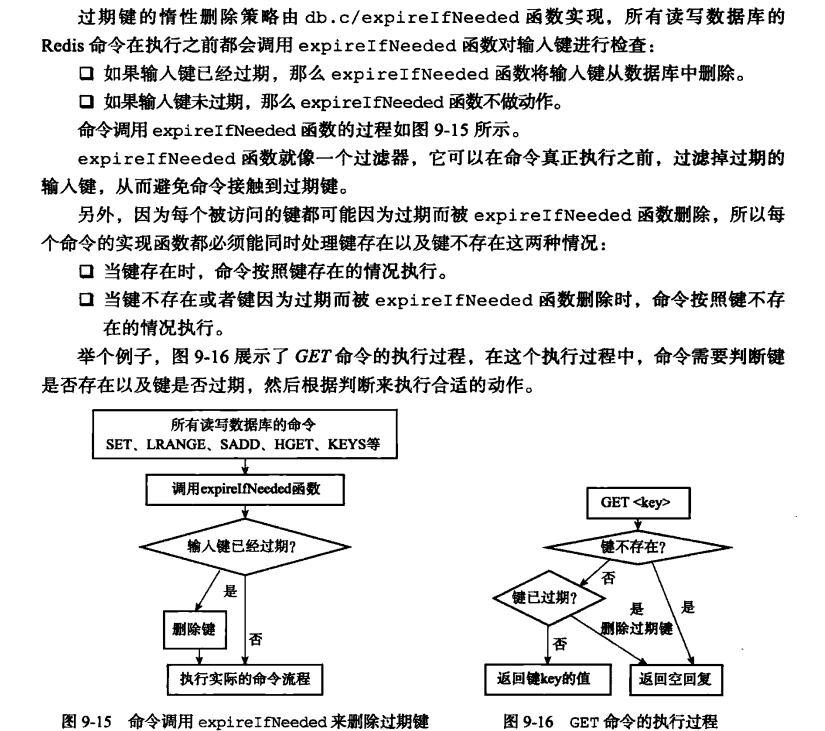 过期键的惰性删除策略由 db.c/expireIfNeeded 函数实现，所有读写数据库的
Redis 命令在执行之前都会调用 expireIfNeeded 函数对输入键进行检查：
❑ 如果输入键已经过期，那么 expireIfNeeded 函数将输入键从数据库中删除。
❑ 如果输入键未过期，那么 expireIfNeeded 函数不做动作。
命令调用 expireIfNeeded 函数的过程如图 9-15 所示。
expireIfNeeded 函数就像一个过滤器，它可以在命令真正执行之前，过滤掉过期的
输入键，从而避免命令接触到过期键。
另外，因为每个被访问的键都可能因为过期而被 expireIfNeeded 函数删除，所以每
个命令的实现函数都必须能同时处理键存在以及键不存在这两种情况：
❑ 当键存在时，命令按照键存在的情况执行。
❑ 当键不存在或者键因为过期而被 expireIfNeeded 函数删除时，命令按照键不存
在的情况执行。
举个例子，图 9-16 展示了 GET 命令的执行过程，在这个执行过程中，命令需要判断键
是否存在以及键是否过期，然后根据判断来执行合适的动作。
所有读写数据库的命令
SET、LRANGE、SADD、HGET、KEYS等
调用expireIfNeeded函数
输入键已经过期?
是
删除键
否
执行实际的命令流程
图 9-15 命令调用 expireIfNeeded 来删除过期键
GET <key>
键不存在?
否
键已过期?
是
删除过期键
是
否
返回键key的值
返回空回复
图 9-16 GET 命令的执行过程